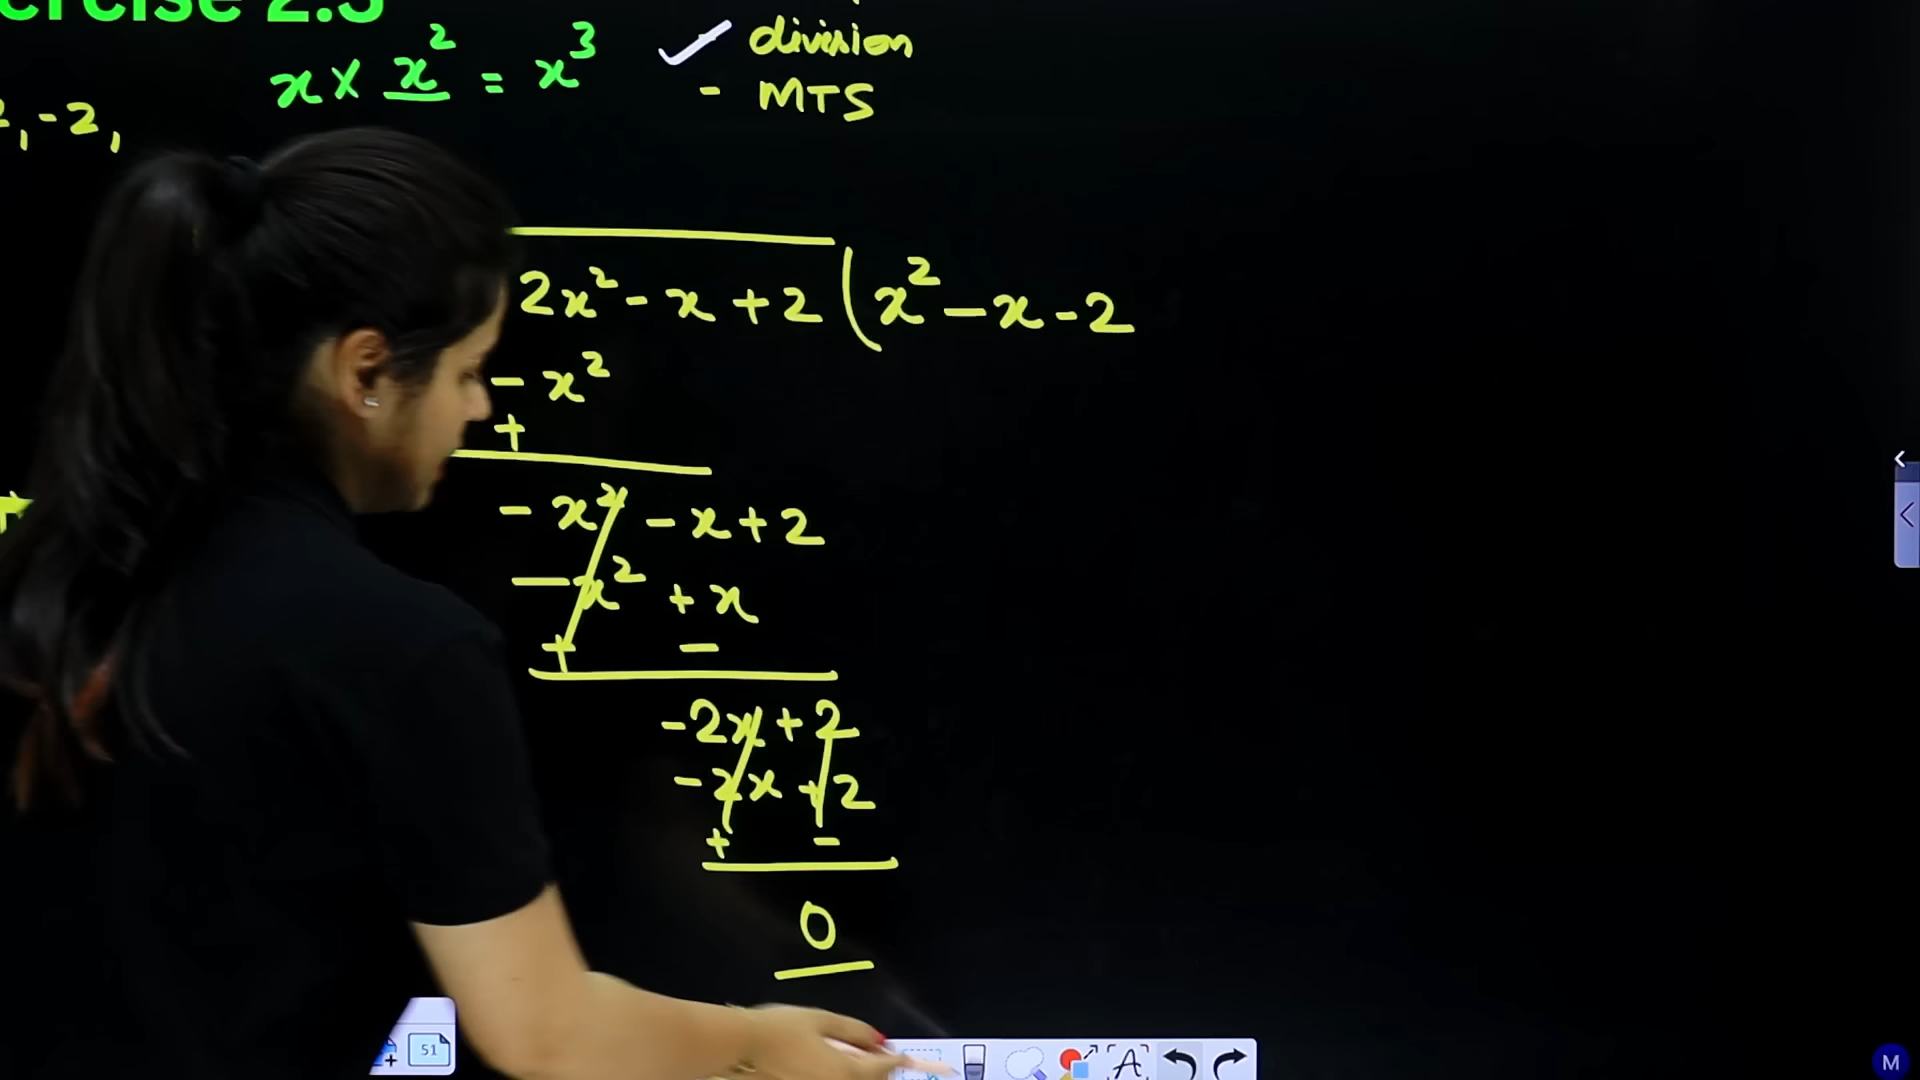 ercise 2.3
x × x² = x³
✓ division
- MTS
2, -2,
2x² - x + 2 ( x² - x - 2
- x²
+
- x² - x + 2
- x² + x
+ -
-2x + 2
-2x + 2
+ -
0
51
A
M